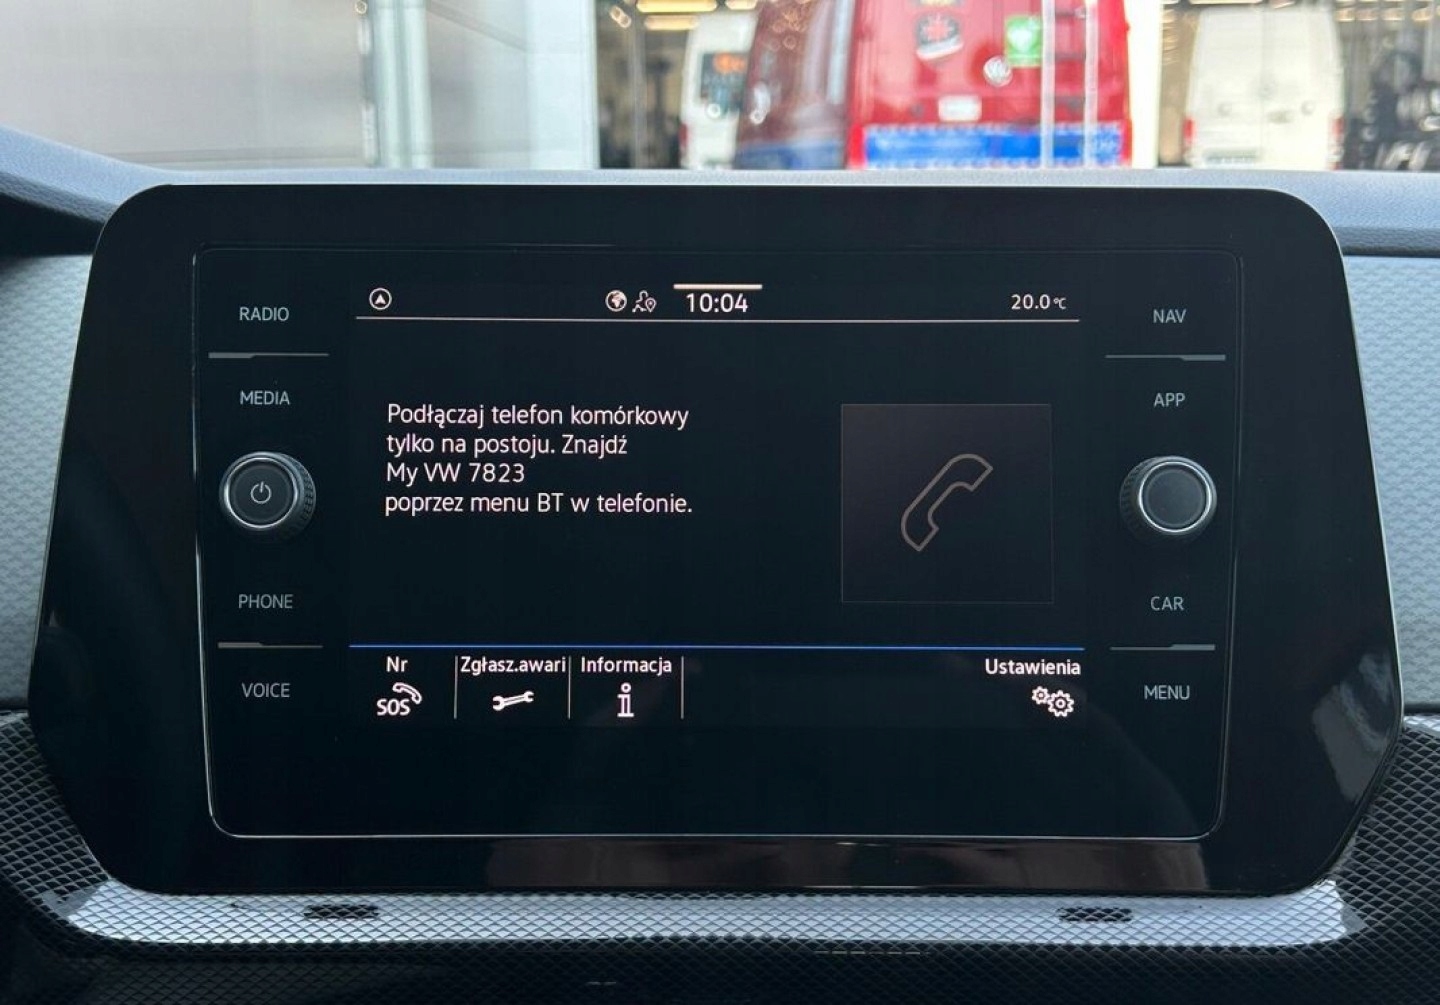 RADIO
MEDIA
PHONE
VOICE
10:04
20.0 °C
Podłączaj telefon komórkowy
tylko na postoju. Znajdź
My VW 7823
poprzez menu BT w telefonie.
Nr
SOS
Zgłasz.awari
Informacja
i
Ustawienia
NAV
APP
CAR
MENU